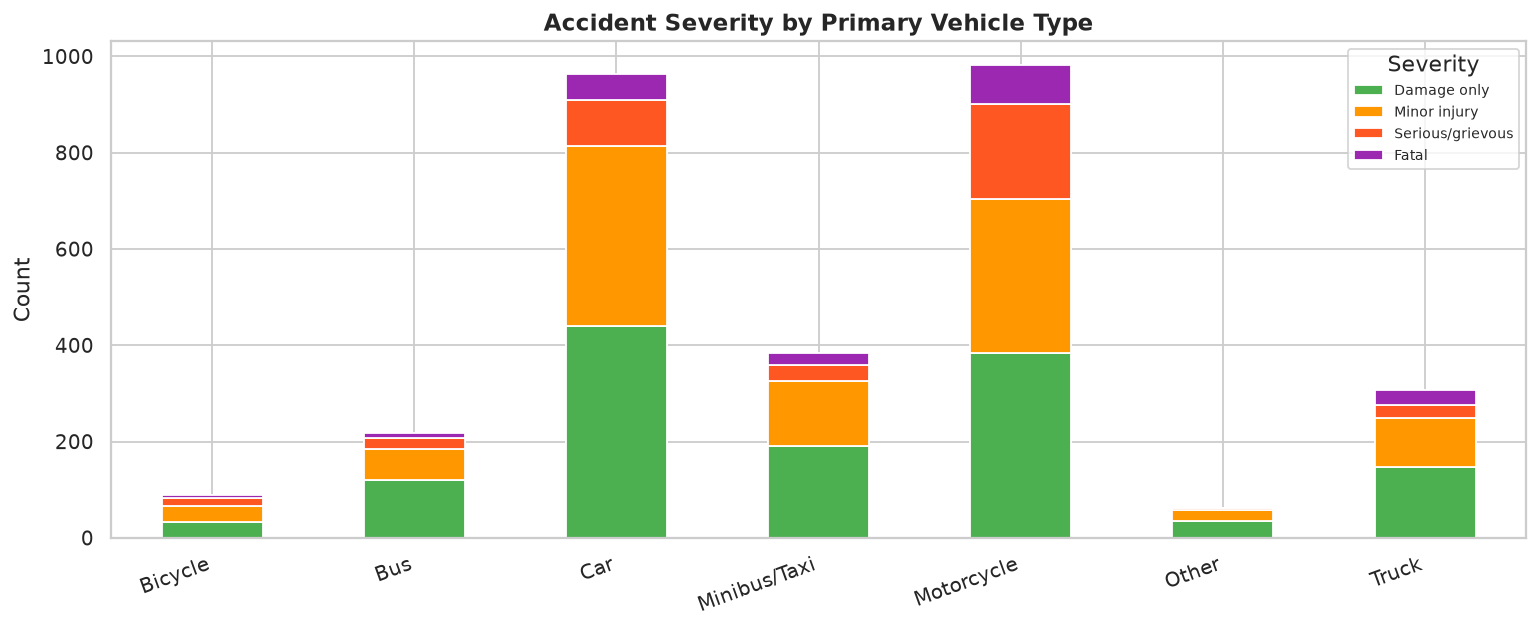 Accident Severity by Primary Vehicle Type
Severity
Damage only
Minor injury
Serious/grievous
Fatal
Count
1000
800
600
400
200
0
Bicycle
Bus
Car
Minibus/Taxi
Motorcycle
Other
Truck